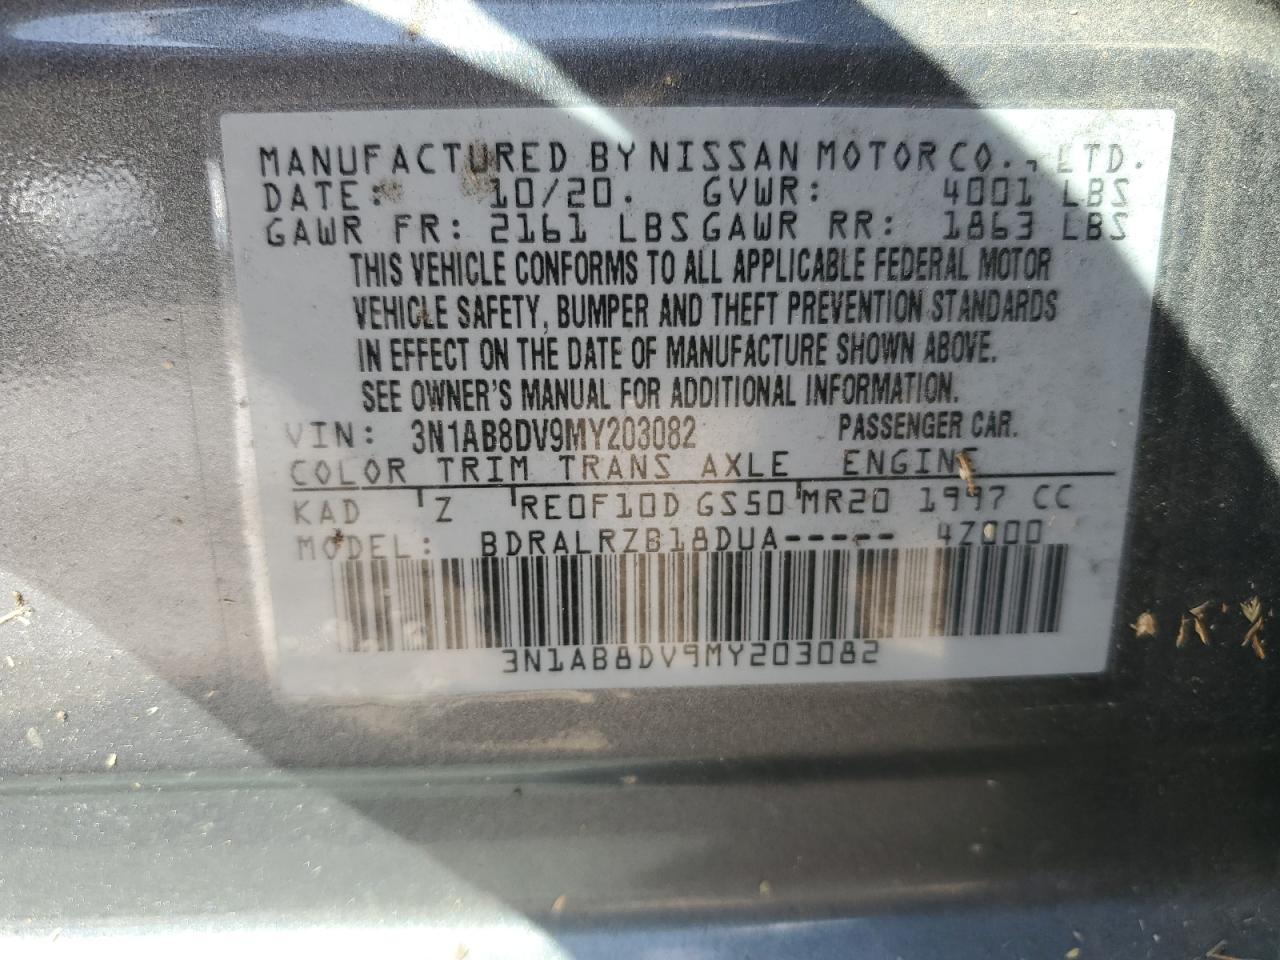 MANUFACTURED BY NISSAN MOTOR CO., LTD.
DATE: 10/20. GVWR: 4001 LBS
GAWR FR: 2161 LBS GAWR RR: 1863 LBS
THIS VEHICLE CONFORMS TO ALL APPLICABLE FEDERAL MOTOR
VEHICLE SAFETY, BUMPER AND THEFT PREVENTION STANDARDS
IN EFFECT ON THE DATE OF MANUFACTURE SHOWN ABOVE.
SEE OWNER'S MANUAL FOR ADDITIONAL INFORMATION.
VIN: 3N1AB8DV9MY203082 PASSENGER CAR.
COLOR TRIM TRANS AXLE ENGINE
KAD Z RE0F10D GS50 MR20 1997 CC
MODEL: BDRALRZB18DUA----- 4Z000
3N1AB8DV9MY203082